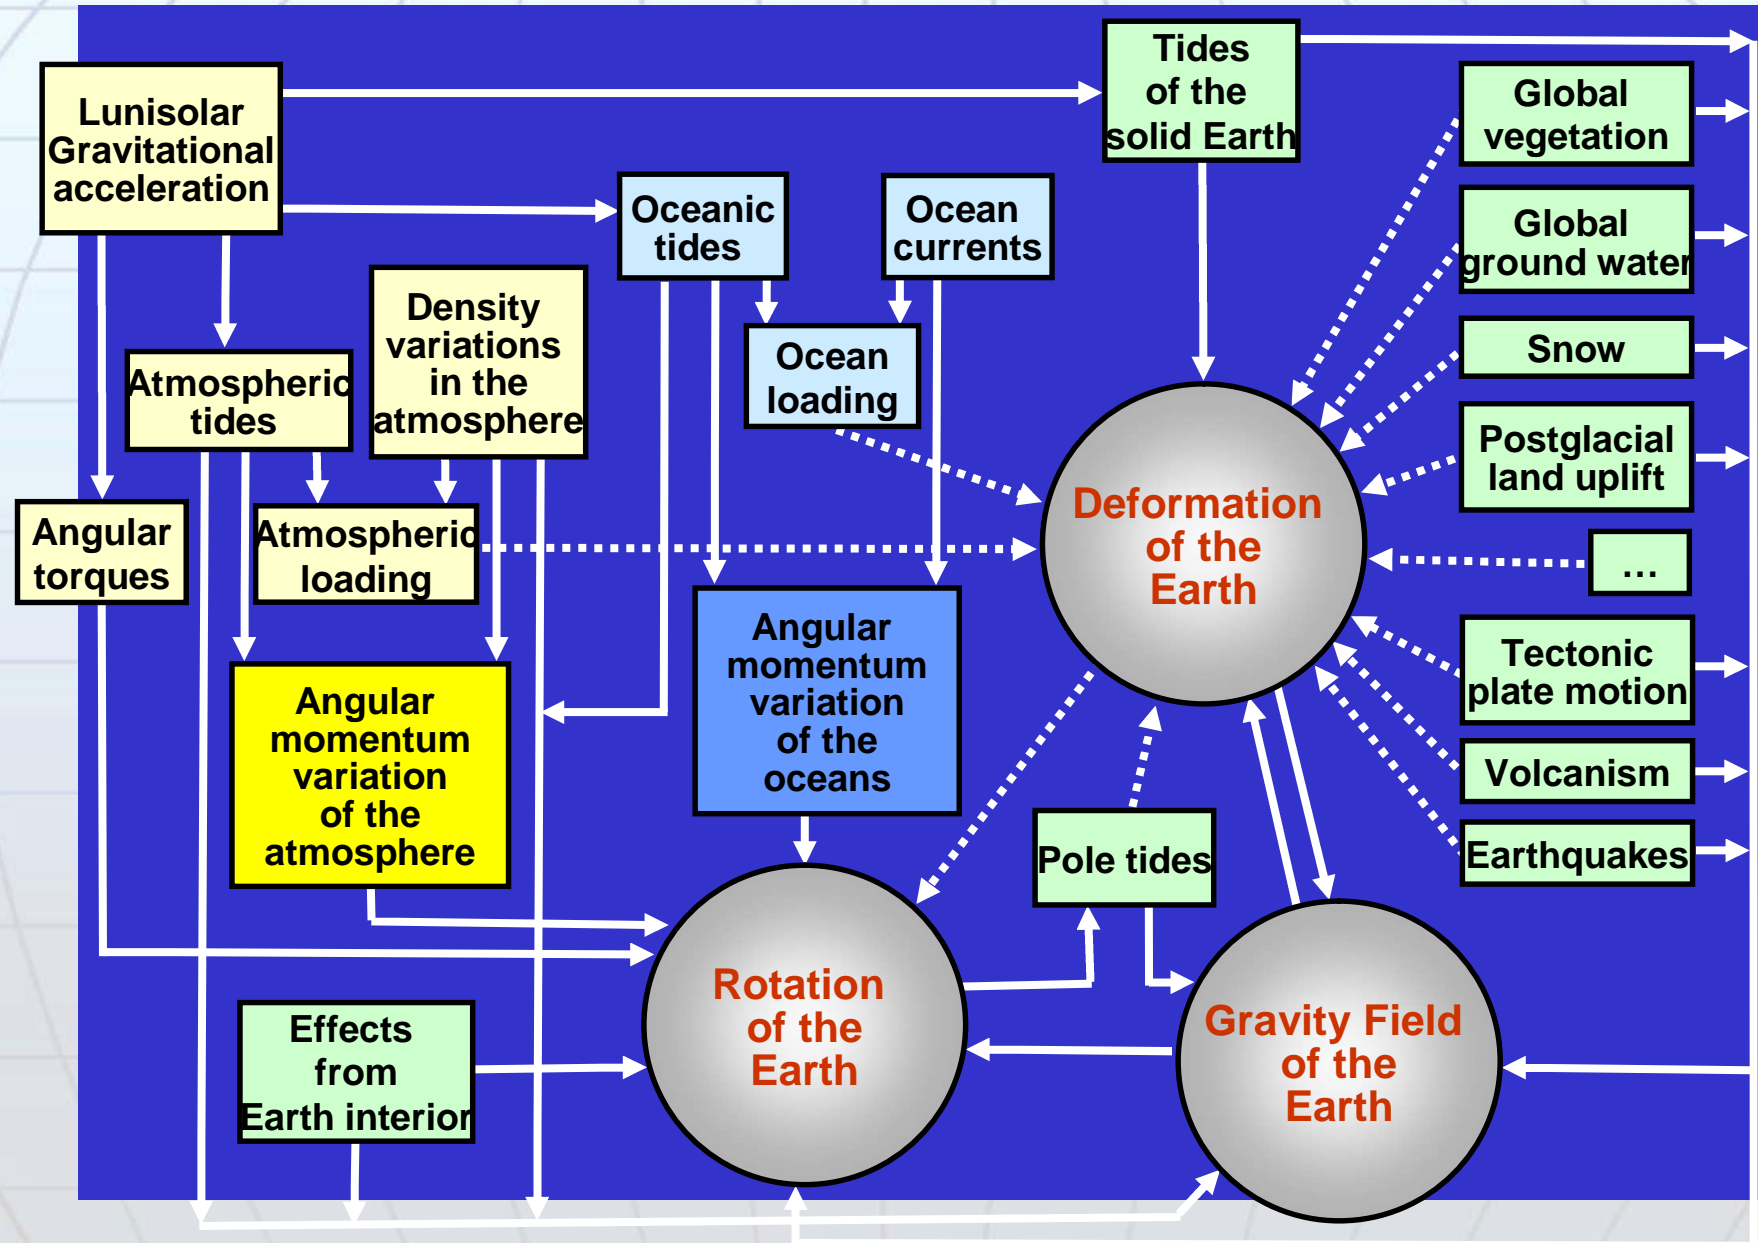 Tides
of the
solid Earth
Lunisolar
Gravitational
acceleration
Global
vegetation
Oceanic
tides
Ocean
currents
Global
ground water
Density
variations
in the
atmosphere
Snow
Atmospheric
tides
Ocean
loading
Postglacial
land uplift
Angular
torques
Atmospheric
loading
Deformation
of the
Earth
...
Angular
momentum
variation
of the
oceans
Tectonic
plate motion
Angular
momentum
variation
of the
atmosphere
Volcanism
Pole tides
Earthquakes
Rotation
of the
Earth
Gravity Field
of the
Earth
Effects
from
Earth interior